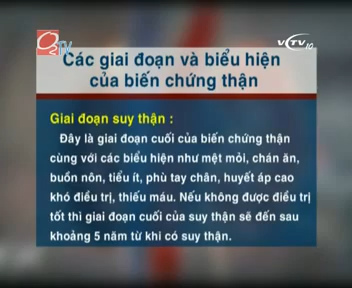 O2TV
VCTV10
Các giai đoạn và biểu hiện
của biến chứng thận
Giai đoạn suy thận :
Đây là giai đoạn cuối của biến chứng thận
cùng với các biểu hiện như mệt mỏi, chán ăn,
buồn nôn, tiểu ít, phù tay chân, huyết áp cao
khó điều trị, thiếu máu. Nếu không được điều trị
tốt thì giai đoạn cuối của suy thận sẽ đến sau
khoảng 5 năm từ khi có suy thận.